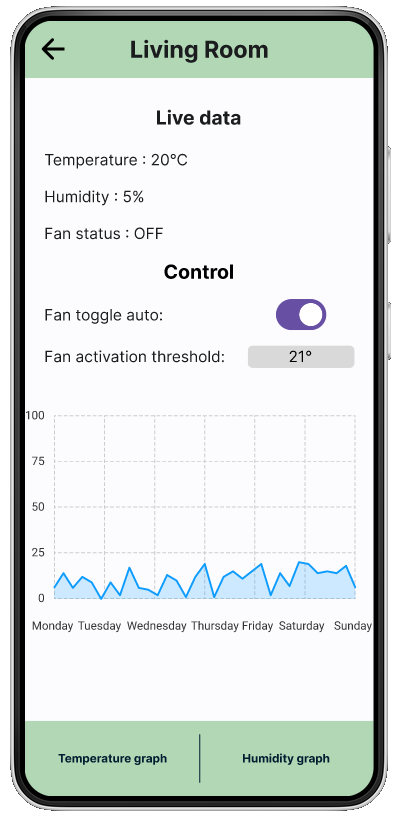 Living Room
Live data
Temperature : 20°C
Humidity : 5%
Fan status : OFF
Control
Fan toggle auto:
Fan activation threshold: 21°
100
75
50
25
0
Monday Tuesday Wednesday Thursday Friday Saturday Sunday
Temperature graph Humidity graph